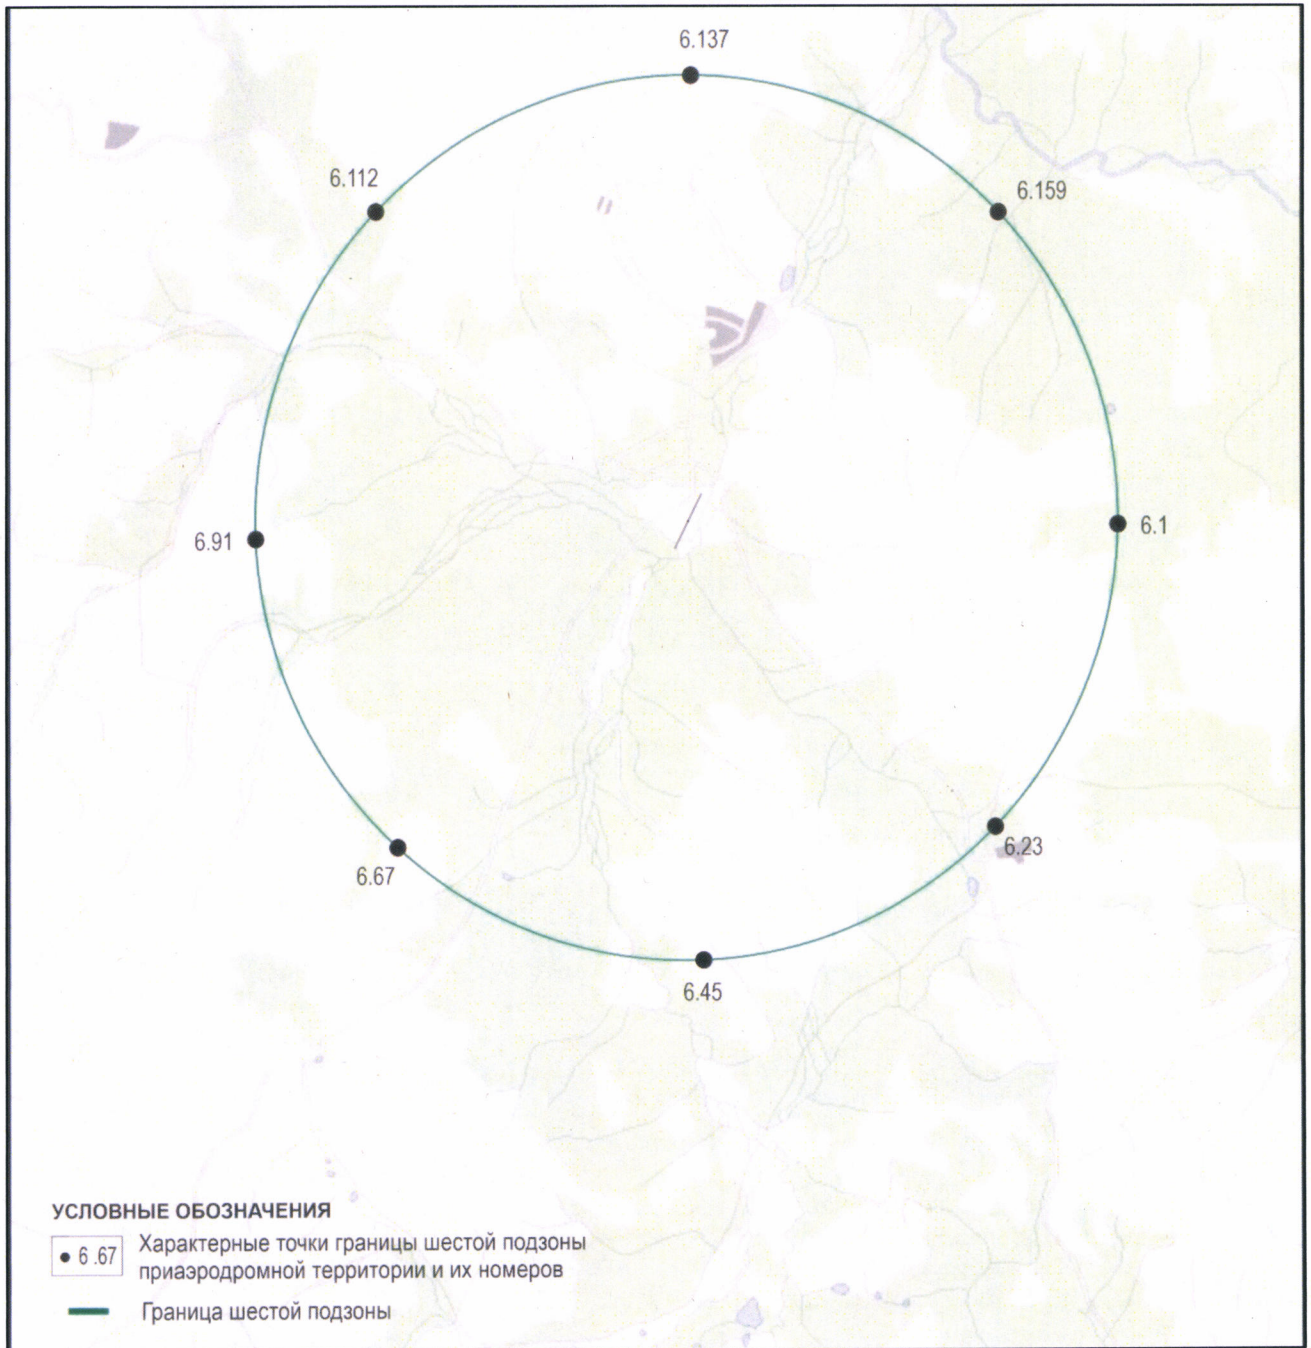 6.137
6.112
6.159
6.91
6.1
6.23
6.67
6.45
УСЛОВНЫЕ ОБОЗНАЧЕНИЯ
6 .67
Характерные точки границы шестой подзоны
приаэродромной территории и их номеров
Граница шестой подзоны